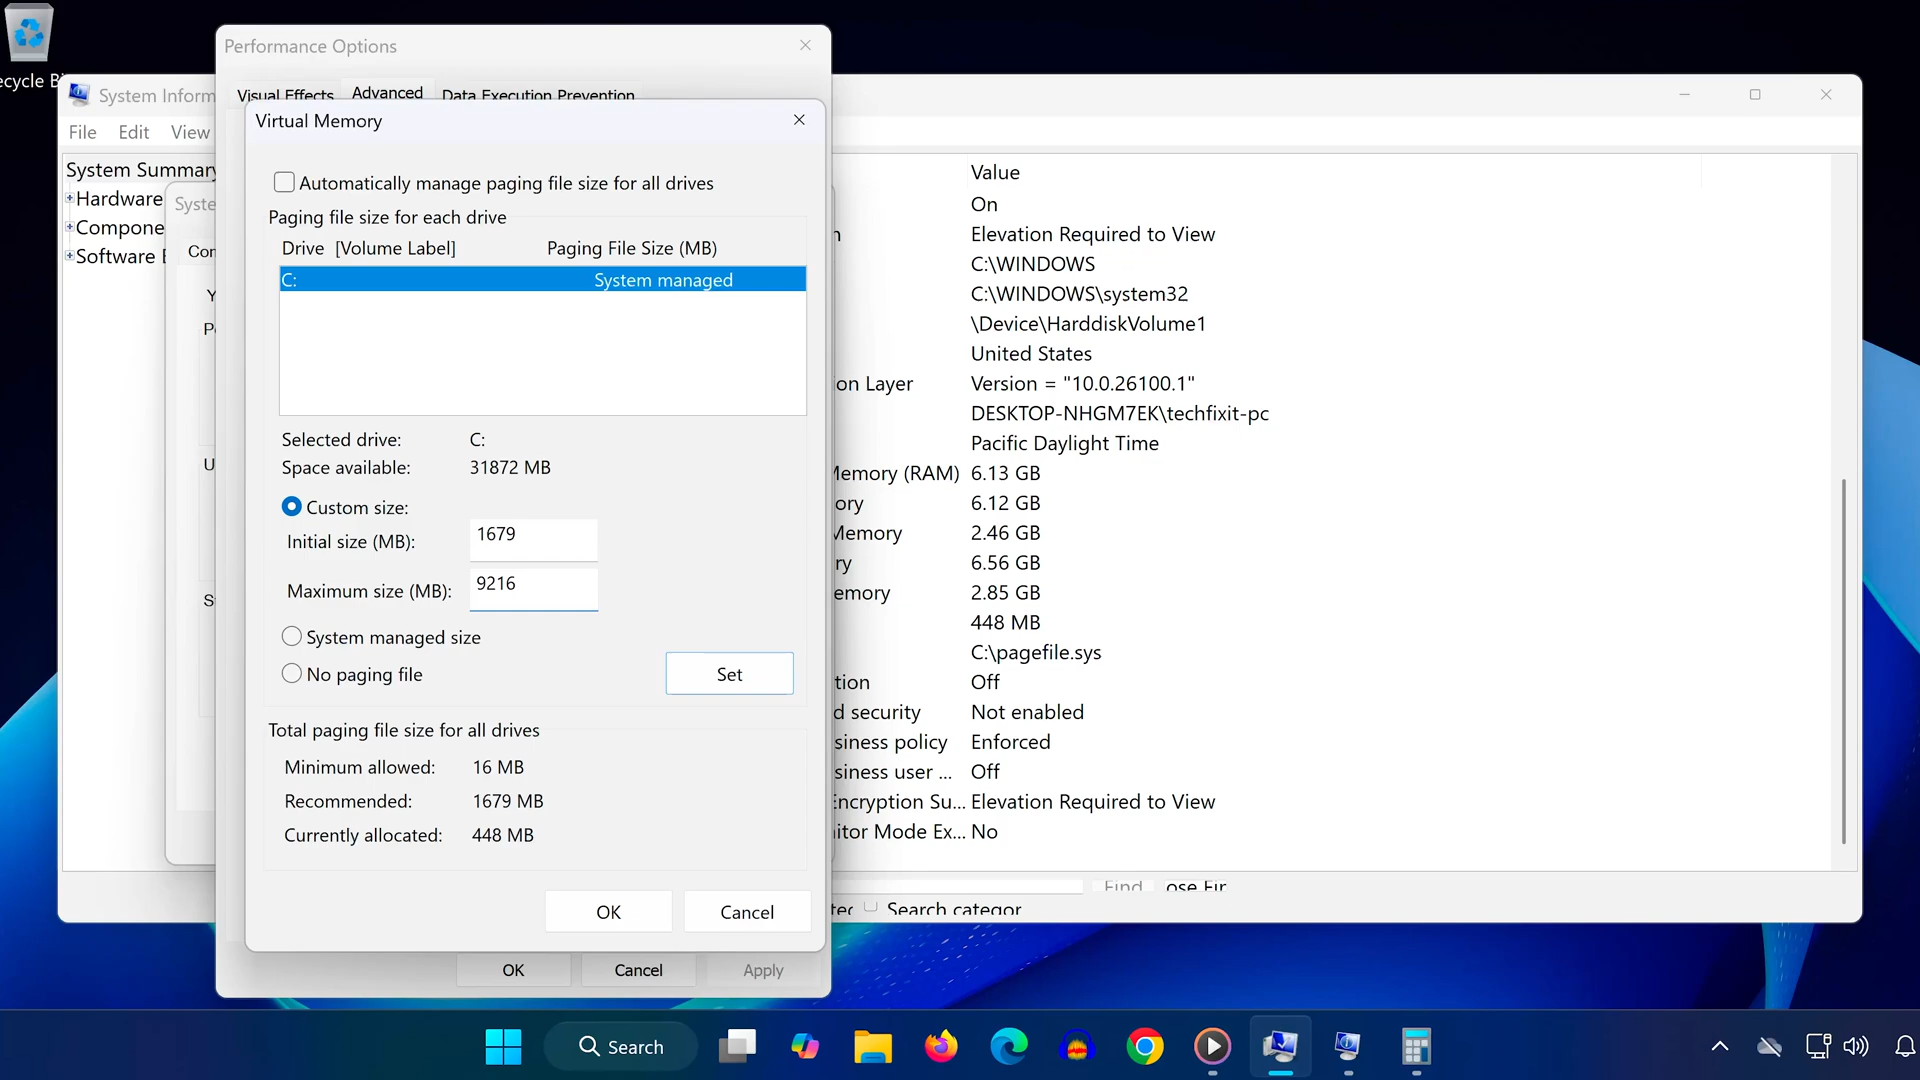 ecycle Bi
Performance Options
Visual Effects
Advanced
Data Execution Prevention
System Inform
File Edit View
System Summary
Hardware
Compone
Software
Syste
Con
Virtual Memory
Automatically manage paging file size for all drives
Paging file size for each drive
Drive [Volume Label] Paging File Size (MB)
C: System managed
Selected drive: C:
Space available: 31872 MB
Custom size:
Initial size (MB): 1679
Maximum size (MB): 9216
System managed size
No paging file
Set
Total paging file size for all drives
Minimum allowed: 16 MB
Recommended: 1679 MB
Currently allocated: 448 MB
OK Cancel
OK Cancel Apply
Value
On
Elevation Required to View
C:\WINDOWS
C:\WINDOWS\system32
\Device\HarddiskVolume1
United States
on Layer Version = "10.0.26100.1"
DESKTOP-NHGM7EK\techfixit-pc
Pacific Daylight Time
Memory (RAM) 6.13 GB
ory 6.12 GB
Memory 2.46 GB
ry 6.56 GB
emory 2.85 GB
448 MB
C:\pagefile.sys
tion Off
d security Not enabled
siness policy Enforced
siness user ... Off
Encryption Su... Elevation Required to View
itor Mode Ex... No
Find
Search categor
Search